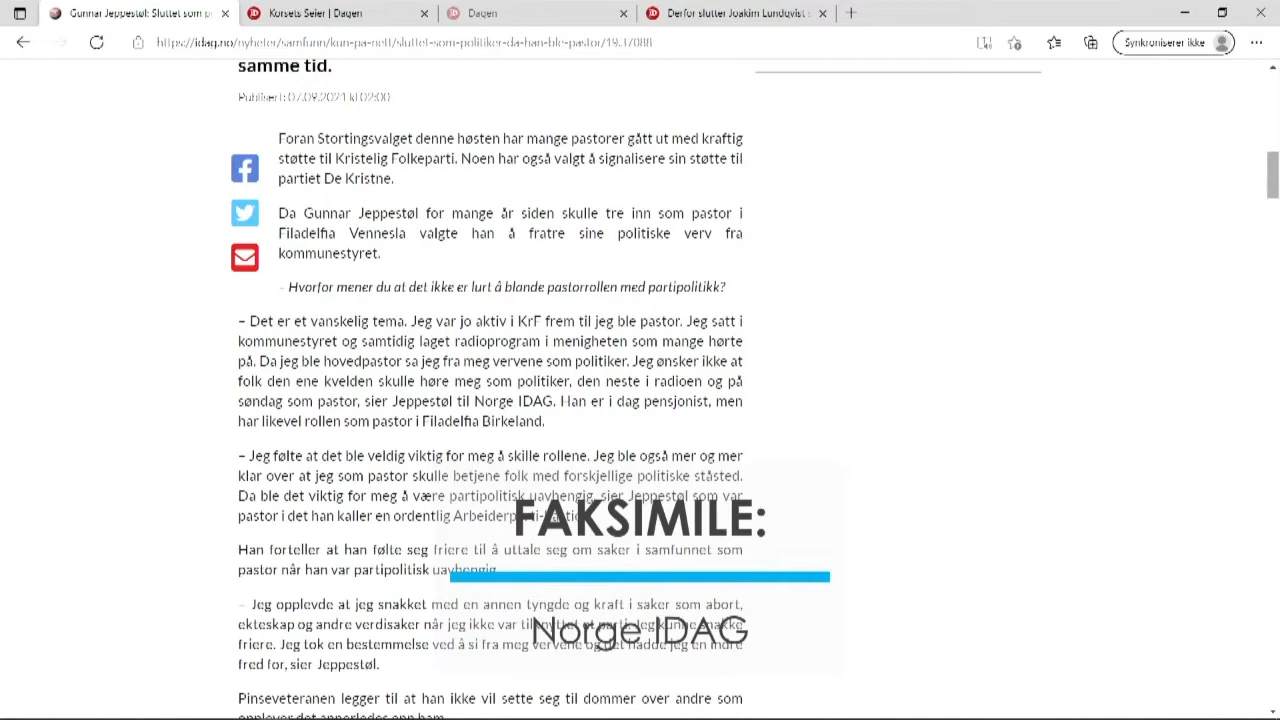 Gunnar Jeppestøl: Sluttet som p
Korsets Seier | Dagen
Dagen
Derfor slutter Joakim Lundqvist
https://idag.no/nyheter/samfunn/kun-pa-nett/sluttet-som-politiker-da-han-ble-pastor/19.37088
Synkroniserer ikke
samme tid.
Publisert: 07.09.2021 kl 02:00
Foran Stortingsvalget denne høsten har mange pastorer gått ut med kraftig
støtte til Kristelig Folkeparti. Noen har også valgt å signalisere sin støtte til
partiet De Kristne.
Da Gunnar Jeppestøl for mange år siden skulle tre inn som pastor i
Filadelfia Vennesla valgte han å fratre sine politiske verv fra
kommunestyret.
– Hvorfor mener du at det ikke er lurt å blande pastorrollen med partipolitikk?
– Det er et vanskelig tema. Jeg var jo aktiv i KrF frem til jeg ble pastor. Jeg satt i
kommunestyret og samtidig laget radioprogram i menigheten som mange hørte
på. Da jeg ble hovedpastor sa jeg fra meg vervene som politiker. Jeg ønsker ikke at
folk den ene kvelden skulle høre meg som politiker, den neste i radioen og på
søndag som pastor, sier Jeppestøl til Norge IDAG. Han er i dag pensjonist, men
har likevel rollen som pastor i Filadelfia Birkeland.
– Jeg følte at det ble veldig viktig for meg å skille rollene. Jeg ble også mer og mer
klar over at jeg som pastor skulle betjene folk med forskjellige politiske ståsted.
Da ble det viktig for meg å være partipolitisk uavhengig, sier Jeppestøl som var
pastor i det han kaller en ordentlig
FAKSIMILE:
Han forteller at han følte seg friere til å uttale seg om saker i samfunnet som
pastor når han var partipolitisk uavhengig.
– Jeg opplevde at jeg snakket med en annen tyngde og kraft i saker som abort,
ekteskap og andre verdisaker når jeg ikke var
Norge IDAG
friere. Jeg tok en bestemmelse ved å si fra meg vervene og det hadde jeg en indre
fred for, sier Jeppestøl.
Pinseveteranen legger til at han ikke vil sette seg til dommer over andre som
opplever det annerledes enn ham.